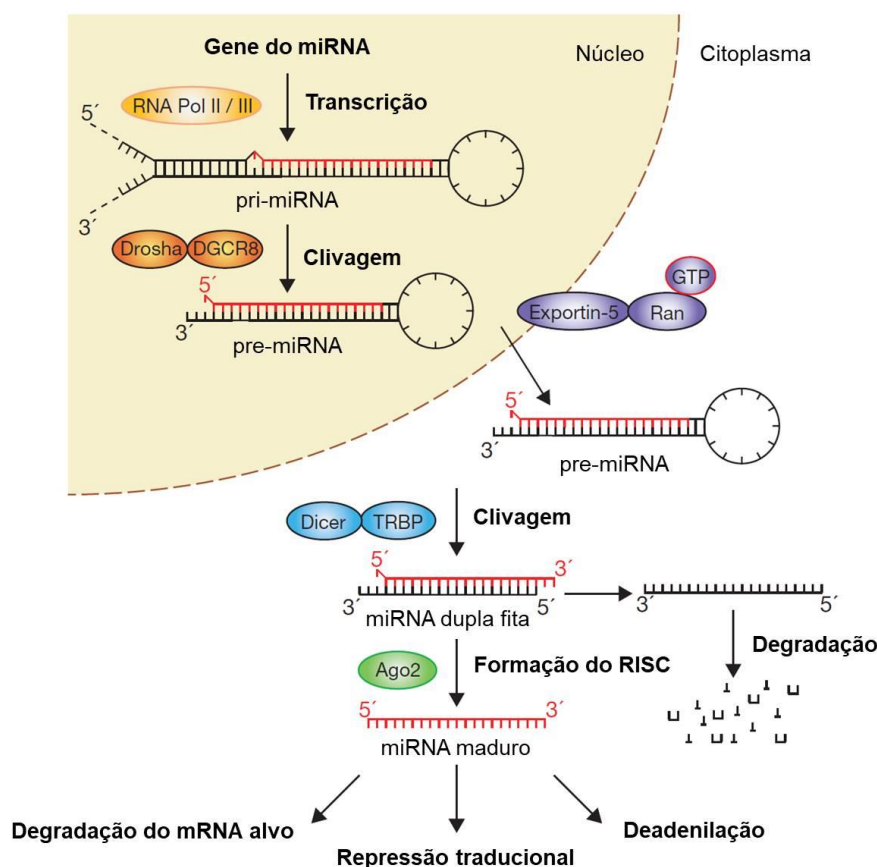 Gene do miRNA
Núcleo
Citoplasma
RNA Pol II / III
Transcrição
5´
3´
pri-miRNA
Drosha
DGCR8
Clivagem
5´
3´
pre-miRNA
GTP
Exportin-5
Ran
5´
3´
pre-miRNA
Dicer
TRBP
Clivagem
5´
3´
3´
5´
miRNA dupla fita
3´
5´
Degradação
Ago2
Formação do RISC
5´
3´
miRNA maduro
Degradação do mRNA alvo
Repressão traducional
Deadenilação